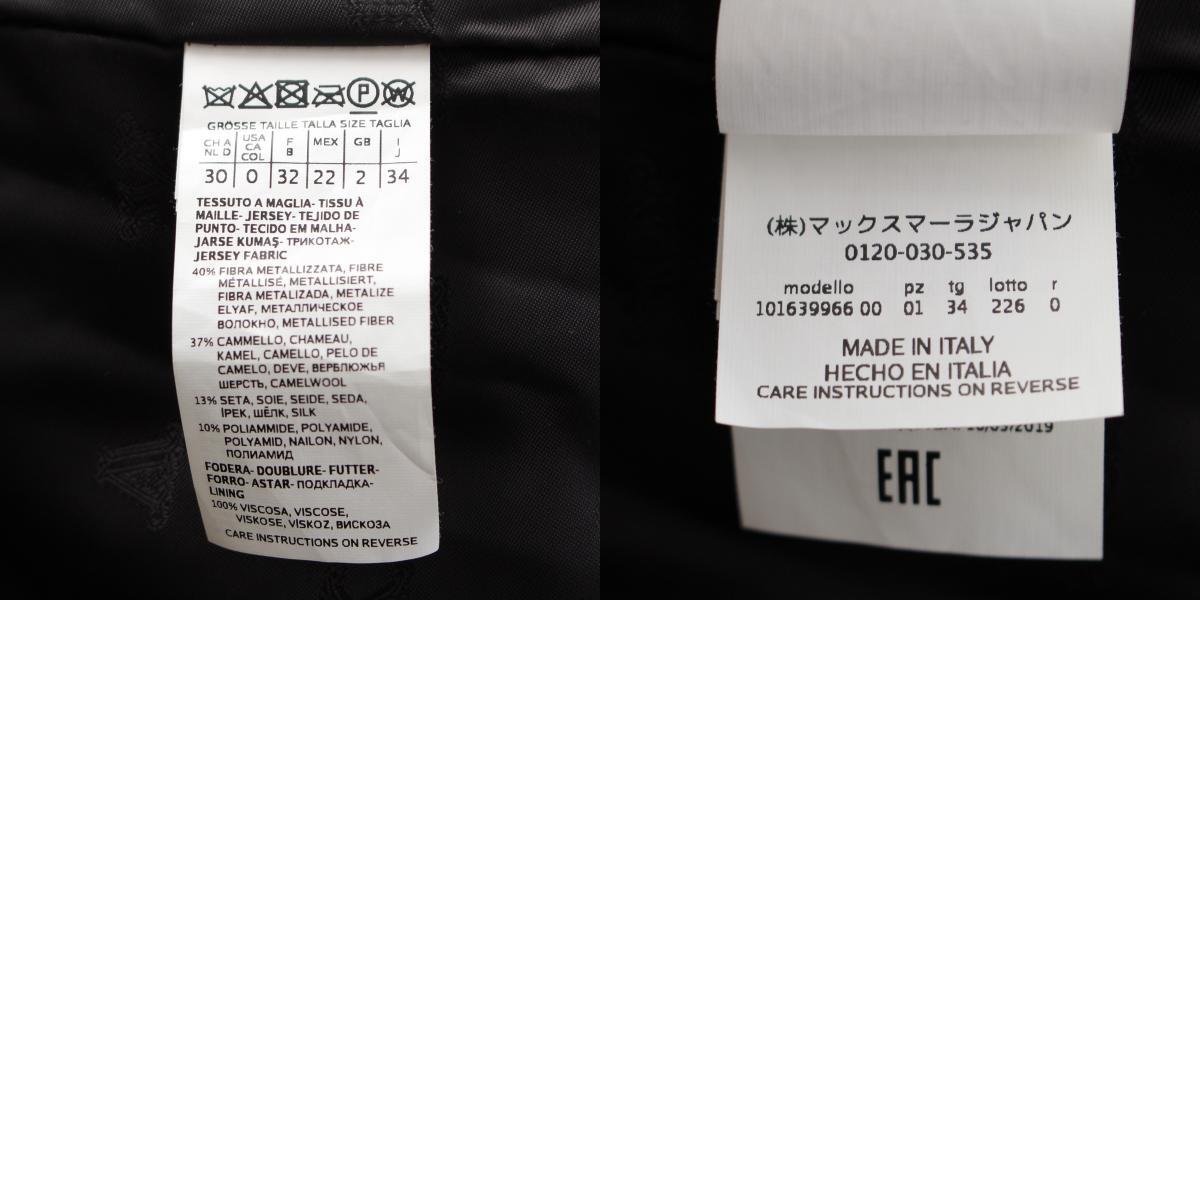 GRÖSSE TAILLE TALLA SIZE TAGLIA
CH A NL D USA CA COL F B MEX GB I J
30 0 32 22 2 34
TESSUTO A MAGLIA- TISSU À
MAILLE- JERSEY- TEJIDO DE
PUNTO- TECIDO EM MALHA-
JARSE KUMAŞ- ТРИКОТАЖ-
JERSEY FABRIC
40% FIBRA METALLIZZATA, FIBRE
MÉTALLISÉ, METALLISIERT,
FIBRA METALIZADA, METALIZE
ELYAF, МЕТАЛЛИЧЕСКОЕ
ВОЛОКНО, METALLISED FIBER
37% CAMMELLO, CHAMEAU,
KAMEL, CAMELLO, PELO DE
CAMELO, DEVE, ВЕРБЛЮЖЬЯ
ШЕРСТЬ, CAMELWOOL
13% SETA, SOIE, SEIDE, SEDA,
İPEK, ШЁЛК, SILK
10% POLIAMMIDE, POLYAMIDE,
POLYAMID, NAILON, NYLON,
ПОЛИАМИД
FODERA- DOUBLURE- FUTTER-
FORRO- ASTAR- ПОДКЛАДКА-
LINING
100% VISCOSA, VISCOSE,
VISKOSE, VİSKOZ, ВИСКОЗА
CARE INSTRUCTIONS ON REVERSE
(株)マックスマーラジャパン
0120-030-535
modello pz tg lotto r
101639966 00 01 34 226 0
MADE IN ITALY
HECHO EN ITALIA
CARE INSTRUCTIONS ON REVERSE
EAC